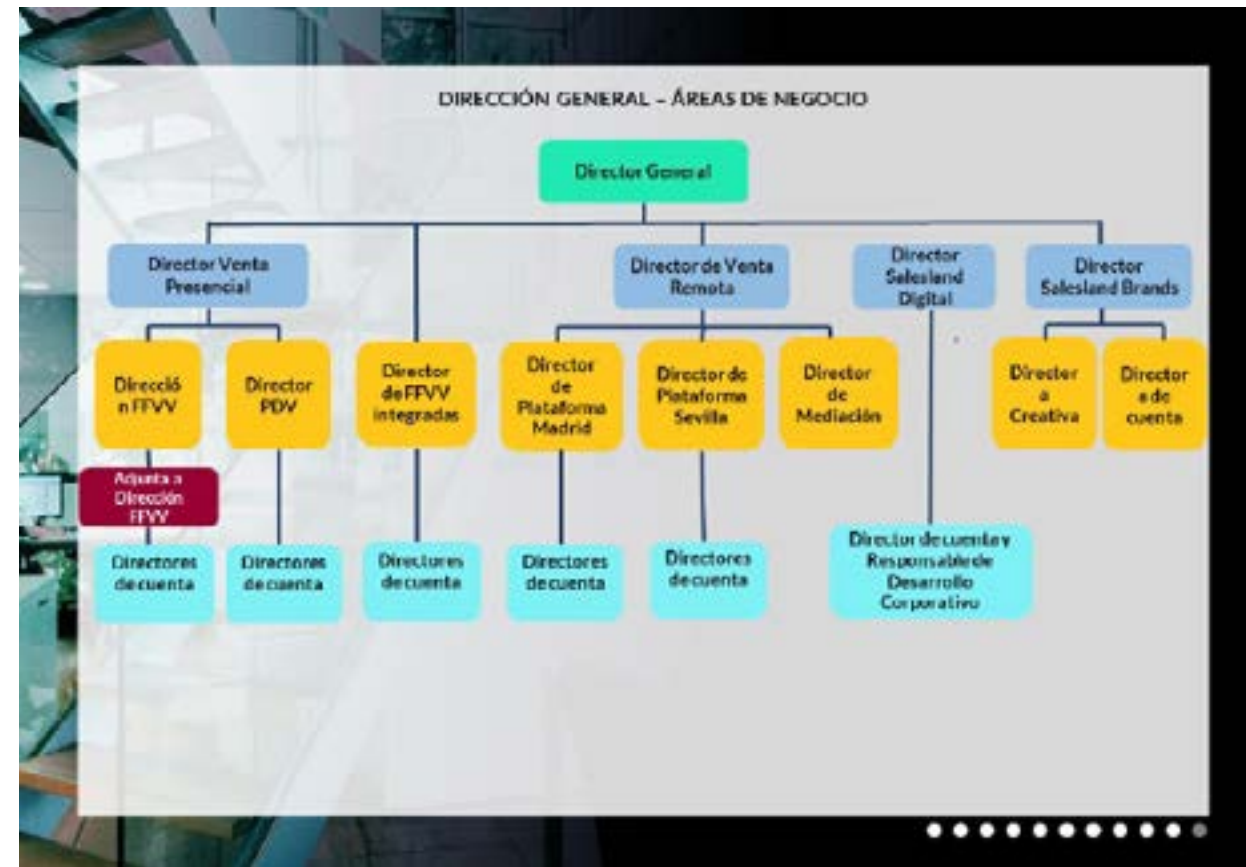 DIRECCIÓN GENERAL – ÁREAS DE NEGOCIO
Director General
Director Venta
Presencial
Director de Venta
Remota
Director
Salesland
Digital
Director
Salesland Brands
Direcció
n FFVV
Director
PDV
Director
de FFVV
integradas
Director
de
Plataforma
Madrid
Director de
Plataforma
Sevilla
Director
de
Mediación
Director
a
Creativa
Director
a de
cuenta
Adjunta a
Dirección
FFVV
Directores
de cuenta
Directores
de cuenta
Directores
de cuenta
Directores
de cuenta
Directores
de cuenta
Director de cuenta y
Responsable de
Desarrollo
Corporativo